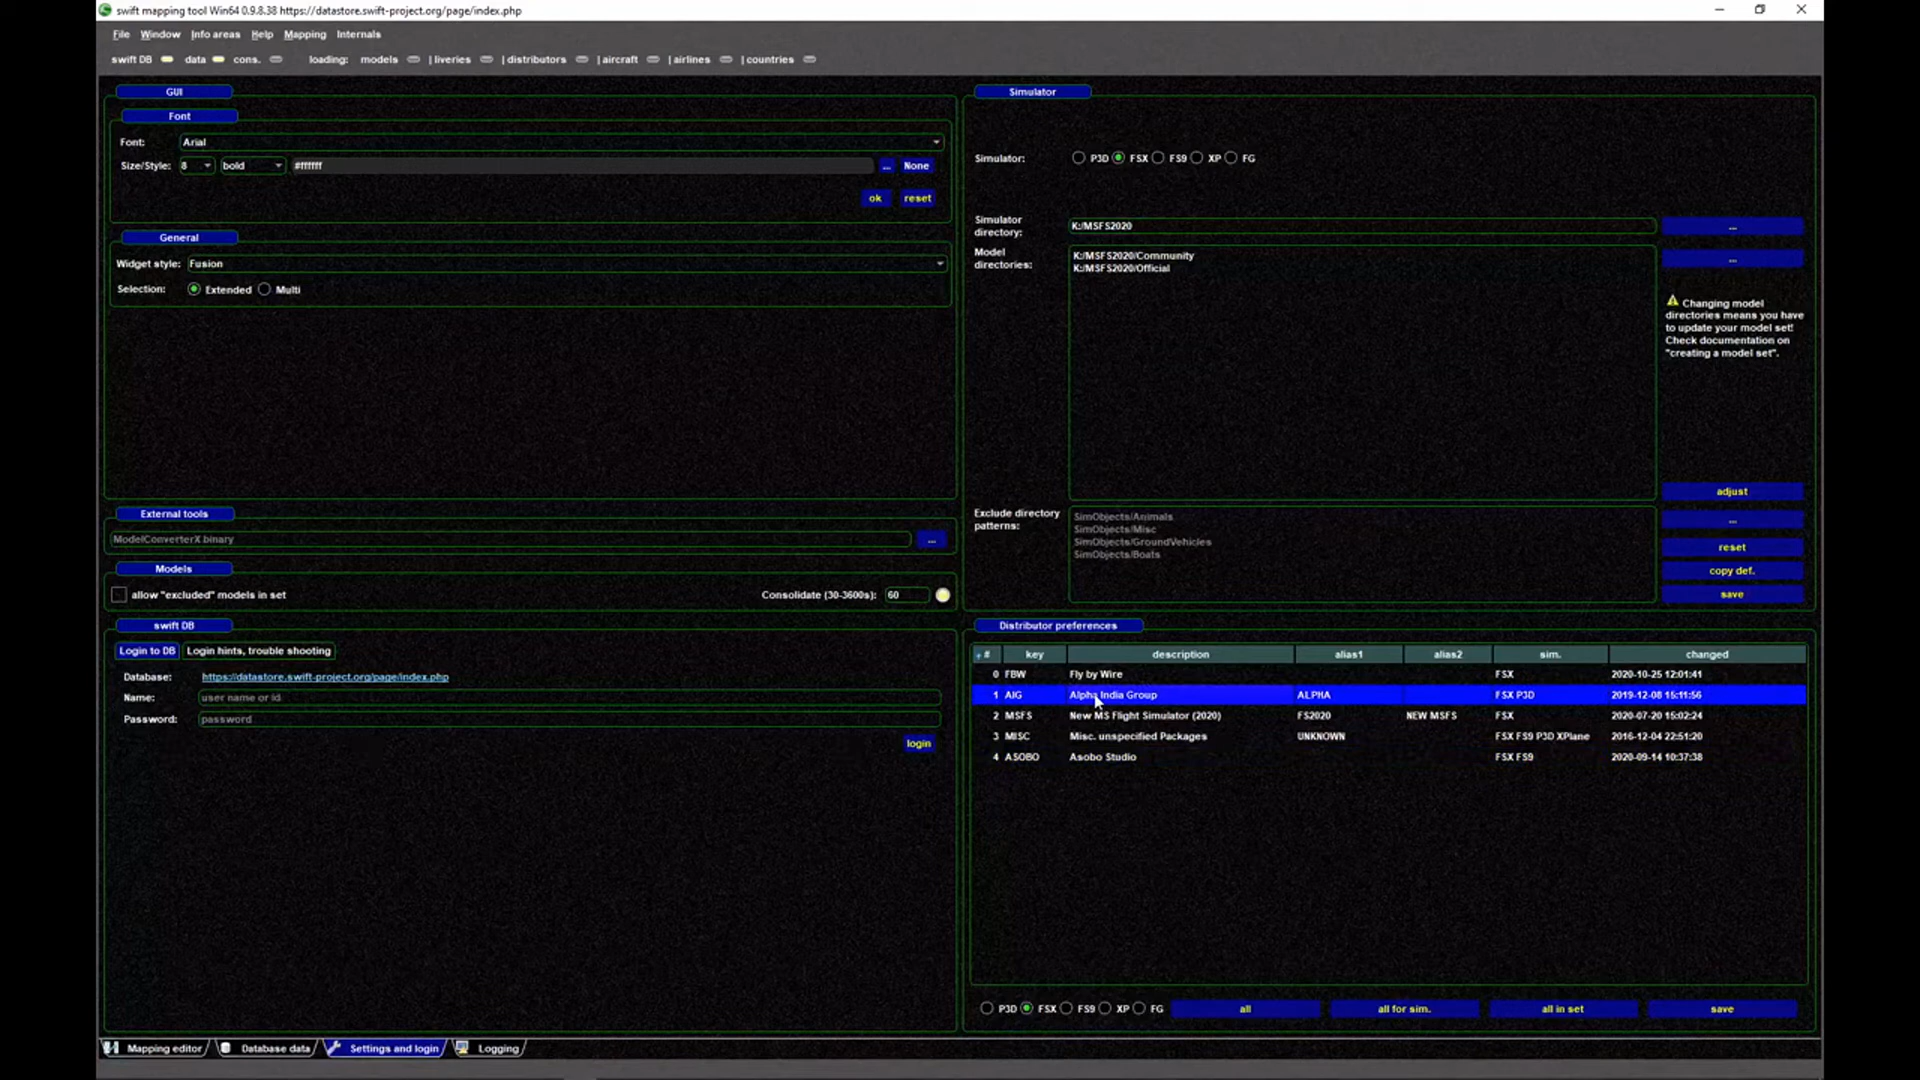 swift mapping tool Win64 0.9.8.38 https://datastore.swift-project.org/page/index.php
File Window Info areas Help Mapping Internals
swift DB data cons. loading: models | liveries | distributors | aircraft | airlines | countries
GUI
Font
Font: Arial
Size/Style: 8 bold #ffffff ... None
ok reset
General
Widget style: Fusion
Selection: Extended Multi
External tools
ModelConverterX binary ...
Models
allow "excluded" models in set Consolidate (30-3600s): 60
swift DB
Login to DB Login hints, trouble shooting
Database: https://datastore.swift-project.org/page/index.php
Name: user name or id
Password: password
login
Simulator
Simulator: P3D FSX FS9 XP FG
Simulator
directory: K:/MSFS2020 ...
Model
directories:
K:/MSFS2020/Community
K:/MSFS2020/Official
...
Changing model
directories means you have
to update your model set!
Check documentation on
"creating a model set".
adjust
Exclude directory
patterns:
SimObjects/Animals
SimObjects/Misc
SimObjects/GroundVehicles
SimObjects/Boats
...
reset
copy def.
save
Distributor preferences
# key description alias1 alias2 sim. changed
0 FBW Fly by Wire FSX 2020-10-25 12:01:41
1 AIG Alpha India Group ALPHA FSX P3D 2019-12-08 15:11:56
2 MSFS New MS Flight Simulator (2020) FS2020 NEW MSFS FSX 2020-07-20 15:02:24
3 MISC Misc. unspecified Packages UNKNOWN FSX FS9 P3D XPlane 2016-12-04 22:51:20
4 ASOBO Asobo Studio FSX FS9 2020-09-14 10:37:38
P3D FSX FS9 XP FG all all for sim. all in set save
Mapping editor Database data Settings and login Logging